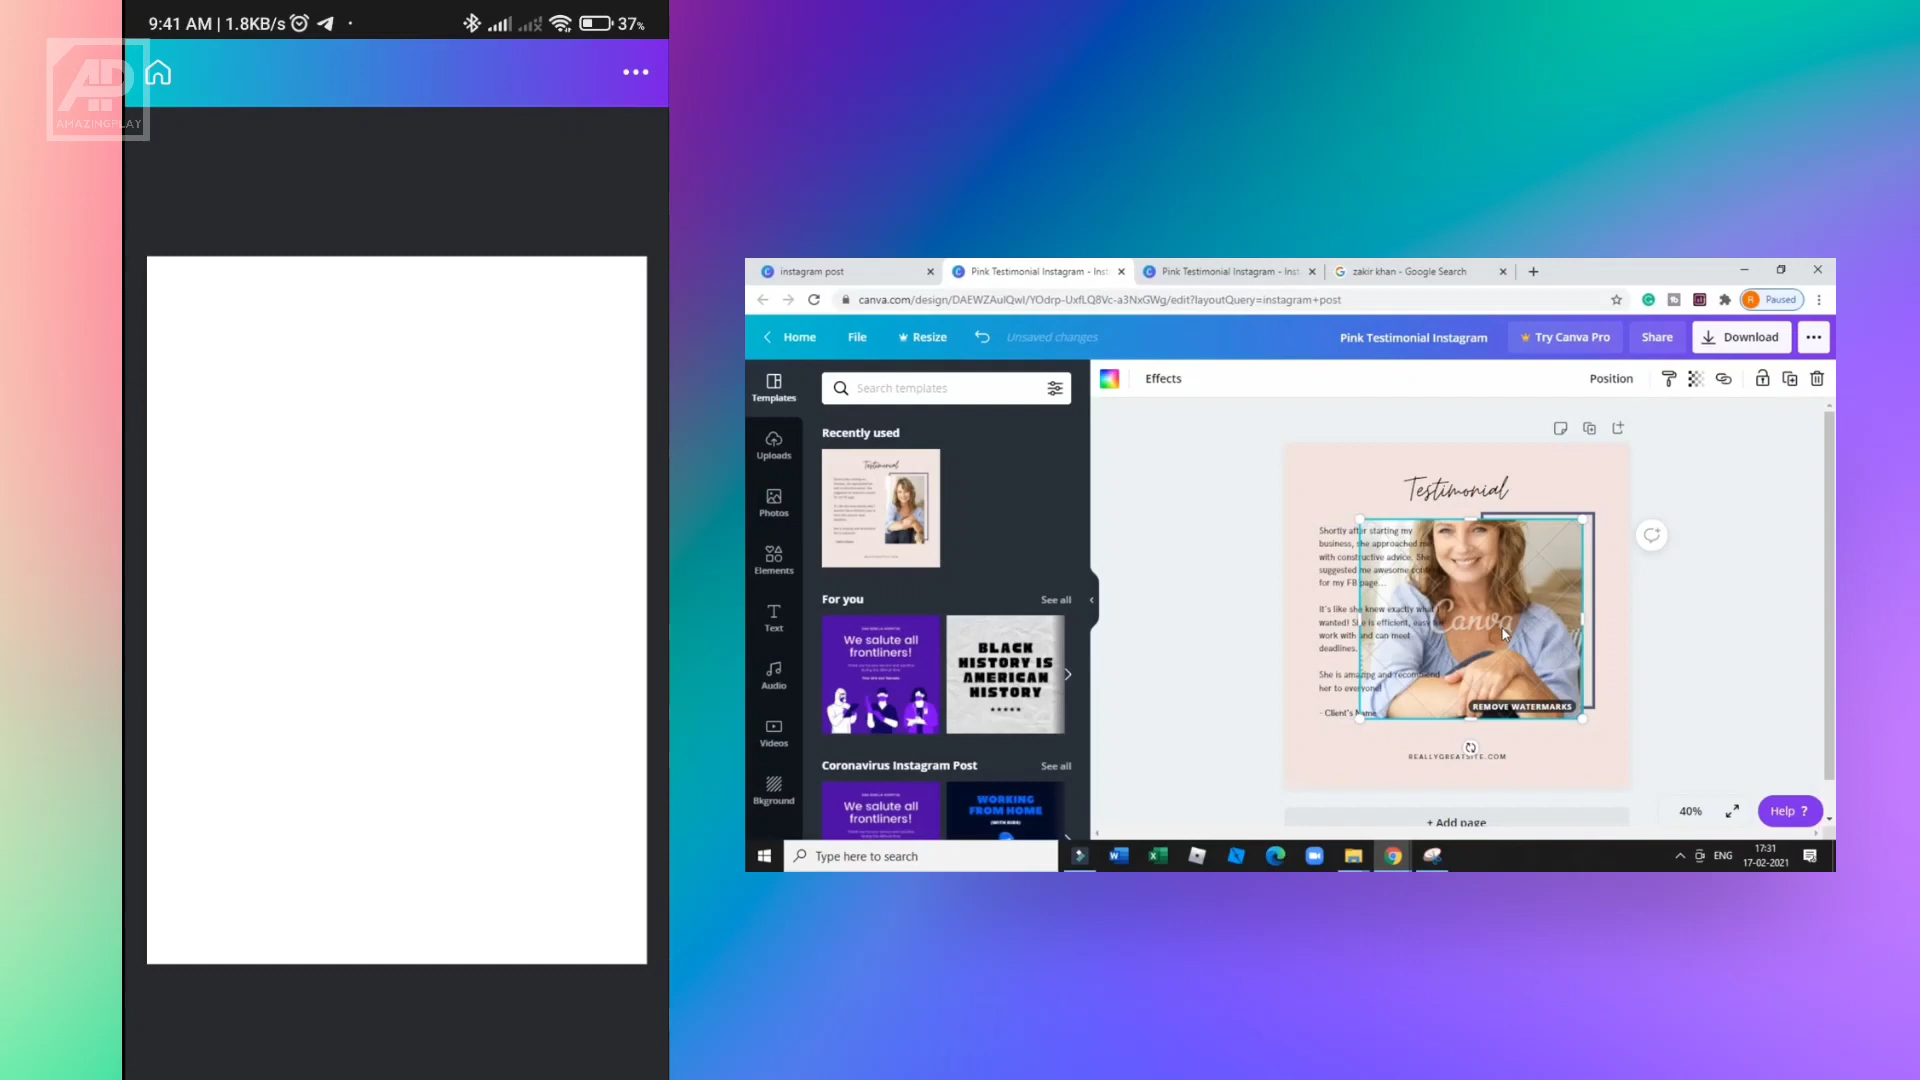 9:41 AM | 1.8KB/s
37%
AP
AMAZINGPLAY
instagram post
Pink Testimonial Instagram - Inst
Pink Testimonial Instagram - Inst
zakir khan - Google Search
canva.com/design/DAEWZAuIQwI/YOdrp-UxfLQ8Vc-a3NxGWg/edit?layoutQuery=instagram+post
R Paused
Home
File
Resize
Unsaved changes
Pink Testimonial Instagram
Try Canva Pro
Share
Download
Templates
Uploads
Photos
Elements
Text
Audio
Videos
Bkground
Search templates
Recently used
Testimonial
For you
See all
We salute all
frontliners!
BLACK
HISTORY IS
AMERICAN
HISTORY
Coronavirus Instagram Post
See all
We salute all
frontliners!
WORKING
FROM HOME
Effects
Position
Testimonial
Shortly after starting my
business, she approached me
with constructive advice. She
suggested me awesome
for my FB page...
It's like she knew exactly what I
wanted! She is efficient, easy
work with and can meet
deadlines.
She is amazing and recommend
her to everyone!
- Client's Name
Canva
REMOVE WATERMARKS
REALLYGREATSITE.COM
+ Add page
40%
Help ?
Type here to search
ENG
17:31
17-02-2021